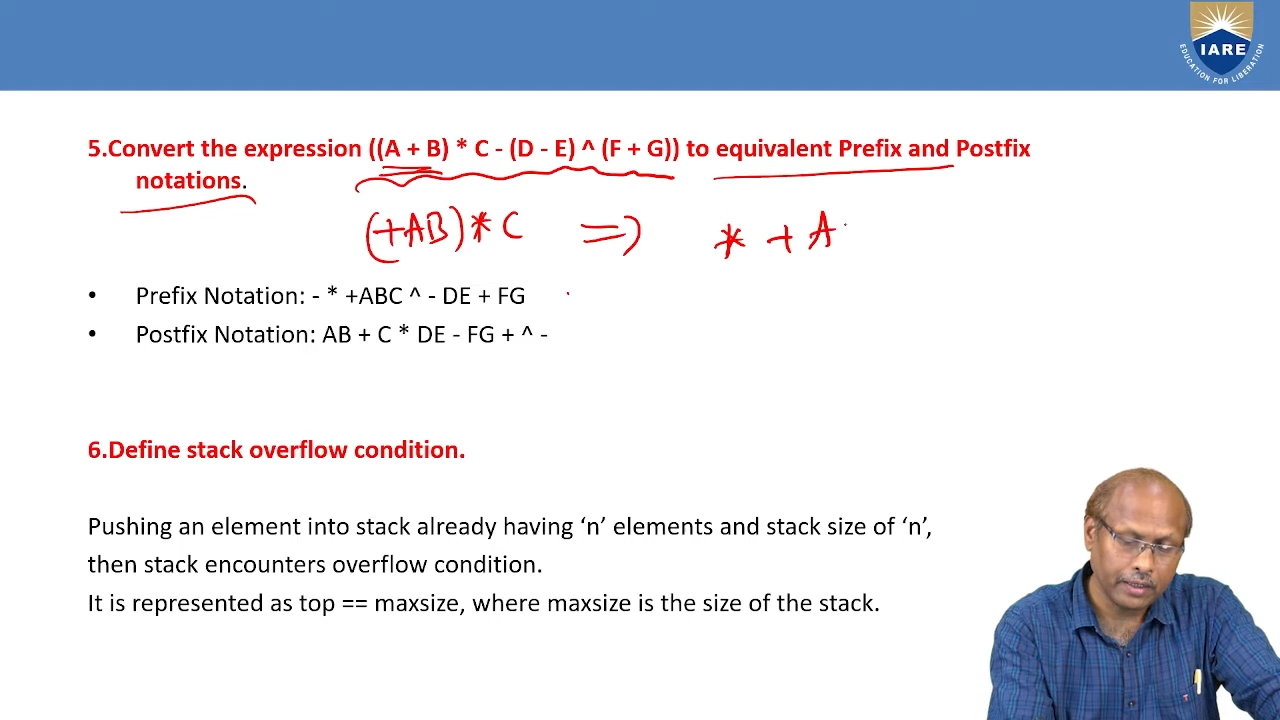 IARE
EDUCATION FOR LIBERATION
5.Convert the expression ((A + B) * C - (D - E) ^ (F + G)) to equivalent Prefix and Postfix
notations.
(+AB) * C ⇒ * + A
• Prefix Notation: - * +ABC ^ - DE + FG
• Postfix Notation: AB + C * DE - FG + ^ -
6.Define stack overflow condition.
Pushing an element into stack already having ‘n’ elements and stack size of ‘n’,
then stack encounters overflow condition.
It is represented as top == maxsize, where maxsize is the size of the stack.